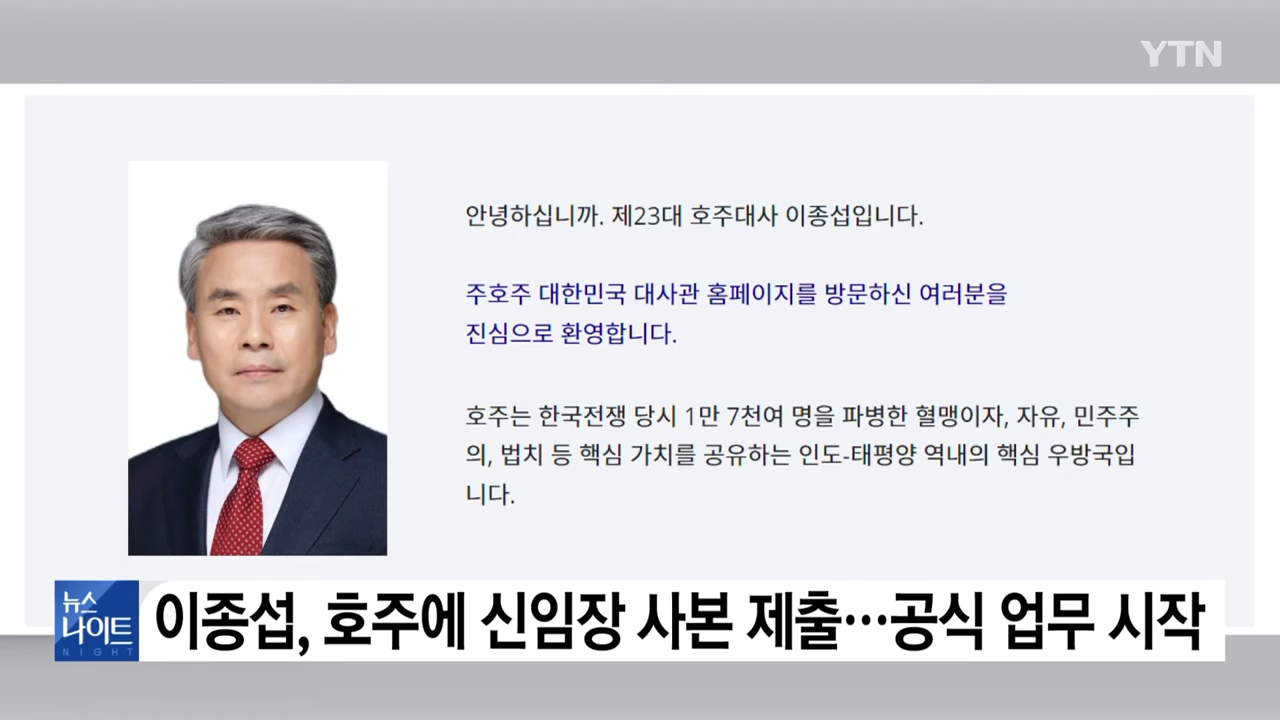 YTN
안녕하십니까. 제23대 호주대사 이종섭입니다.
주호주 대한민국 대사관 홈페이지를 방문하신 여러분을
진심으로 환영합니다.
호주는 한국전쟁 당시 1만 7천여 명을 파병한 혈맹이자, 자유, 민주주
의, 법치 등 핵심 가치를 공유하는 인도-태평양 역내의 핵심 우방국입
니다.
뉴스
나이트
NIGHT
이종섭, 호주에 신임장 사본 제출…공식 업무 시작